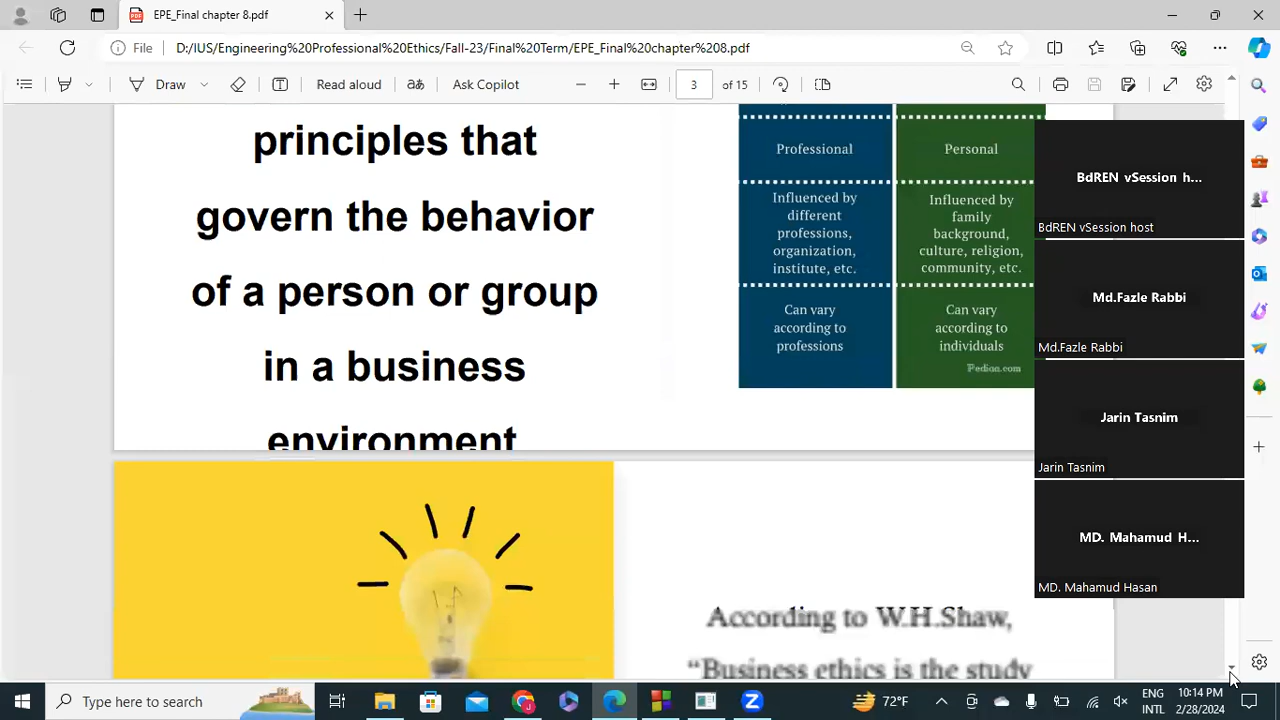 EPE_Final chapter 8.pdf
File
D:/IUS/Engineering%20Professional%20Ethics/Fall-23/Final%20Term/EPE_Final%20chapter%208.pdf
Draw
Read aloud
Ask Copilot
3
of 15
principles that
govern the behavior
of a person or group
in a business
environment
Professional
Influenced by
different
professions,
organization,
institute, etc.
Can vary
according to
professions
Personal
Influenced by
family
background,
culture, religion,
community, etc.
Can vary
according to
individuals
Pediaa.com
BdREN vSession h...
BdREN vSession host
Md.Fazle Rabbi
Md.Fazle Rabbi
Jarin Tasnim
Jarin Tasnim
MD. Mahamud H...
MD. Mahamud Hasan
According to W.H.Shaw,
“Business ethics is the study
Type here to search
72°F
ENG
INTL
10:14 PM
2/28/2024